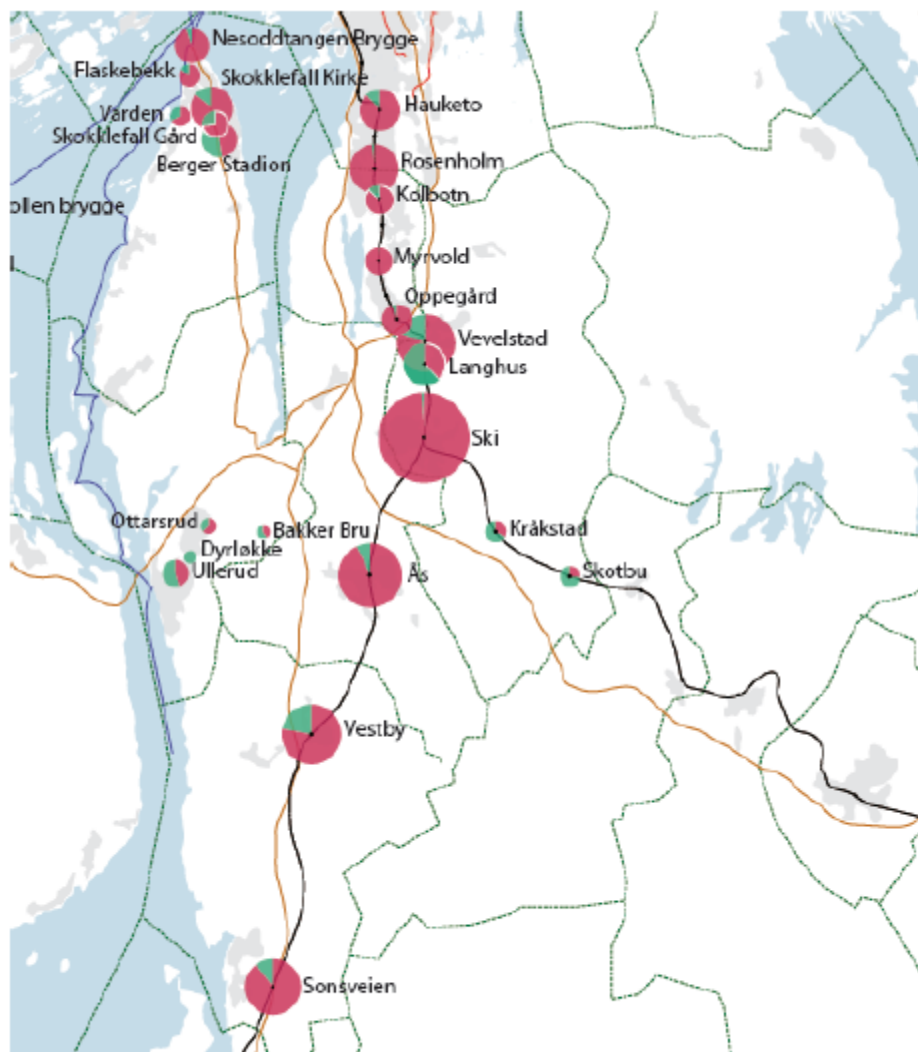 Nesoddtangen Brygge
Flaskebekk
Skokklefall Kirke
Hauketo
Varden
Skokklefall Gård
Berger Stadion
Rosenholm
Kolbotn
ollen brygge
Myrvold
Oppegård
Vevelstad
Langhus
Ski
Ottarsrud
Bakker Bru
Kråkstad
Dyrløkke
Ullerud
Ås
Skotbu
Vestby
Sonsveien